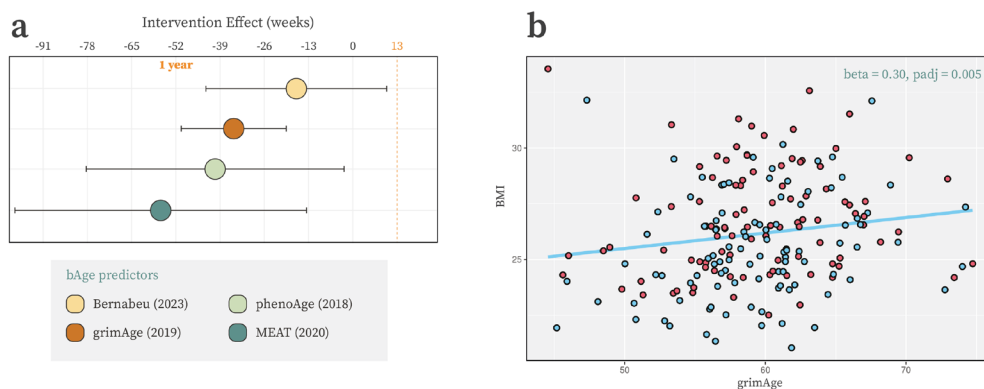 a
Intervention Effect (weeks)
-91 -78 -65 -52 -39 -26 -13 0 13
1 year
bAge predictors
Bernabeu (2023) phenoAge (2018)
grimAge (2019) MEAT (2020)
b
beta = 0.30, padj = 0.005
BMI
30
25
50 60 70
grimAge